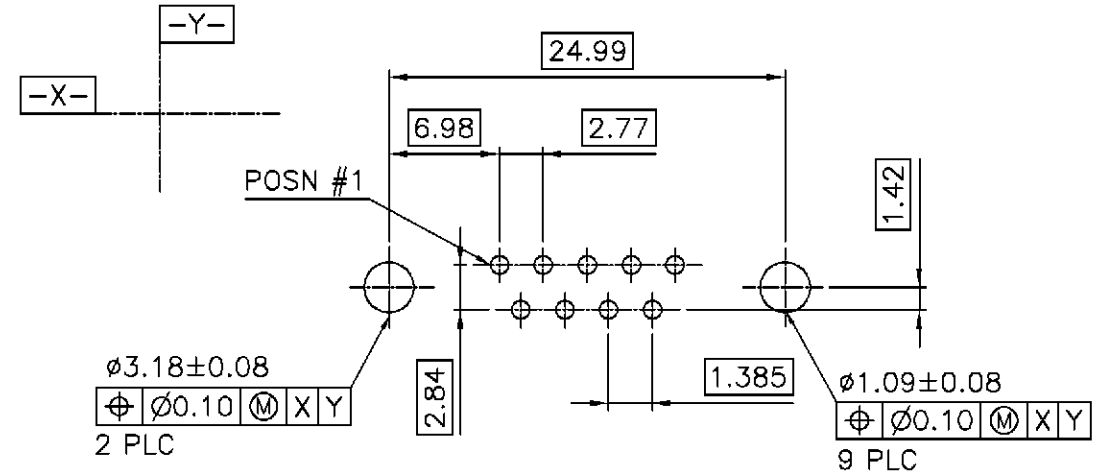 -Y-
24.99
-X-
6.98
2.77
POSN #1
1.42
2.84
1.385
ø3.18±0.08
⌖ Ø0.10 Ⓜ X Y
2 PLC
ø1.09±0.08
⌖ Ø0.10 Ⓜ X Y
9 PLC